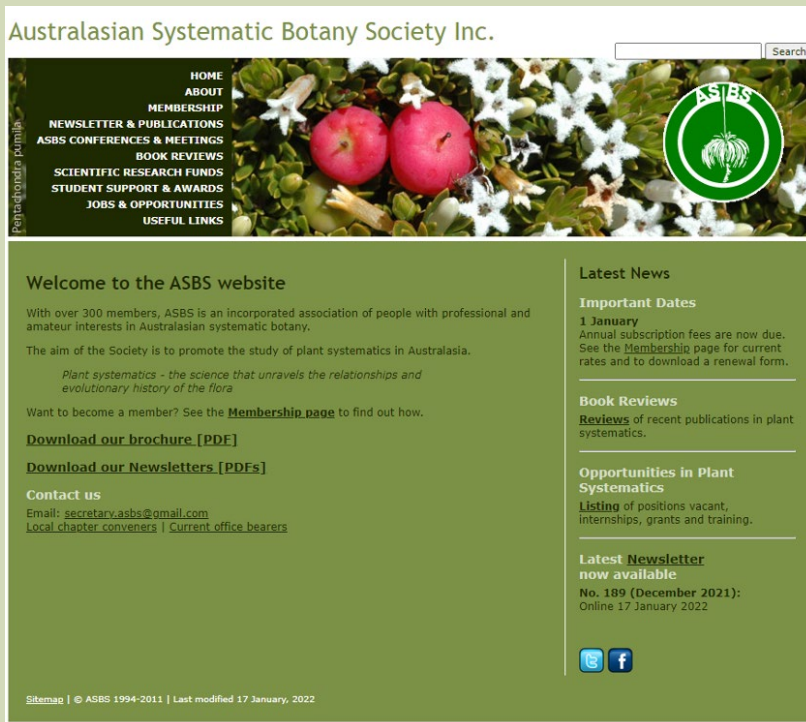 Australasian Systematic Botany Society Inc.
Search
HOME
ABOUT
MEMBERSHIP
NEWSLETTER & PUBLICATIONS
ASBS CONFERENCES & MEETINGS
BOOK REVIEWS
SCIENTIFIC RESEARCH FUNDS
STUDENT SUPPORT & AWARDS
JOBS & OPPORTUNITIES
USEFUL LINKS
Pentachondra pumila
ASBS
Welcome to the ASBS website
With over 300 members, ASBS is an incorporated association of people with professional and
amateur interests in Australasian systematic botany.
The aim of the Society is to promote the study of plant systematics in Australasia.
Plant systematics - the science that unravels the relationships and
evolutionary history of the flora
Want to become a member? See the Membership page to find out how.
Download our brochure [PDF]
Download our Newsletters [PDFs]
Contact us
Email: secretary.asbs@gmail.com
Local chapter conveners | Current office bearers
Latest News
Important Dates
1 January
Annual subscription fees are now due.
See the Membership page for current
rates and to download a renewal form.
Book Reviews
Reviews of recent publications in plant
systematics.
Opportunities in Plant
Systematics
Listing of positions vacant,
internships, grants and training.
Latest Newsletter
now available
No. 189 (December 2021):
Online 17 January 2022
Sitemap | © ASBS 1994-2011 | Last modified 17 January, 2022